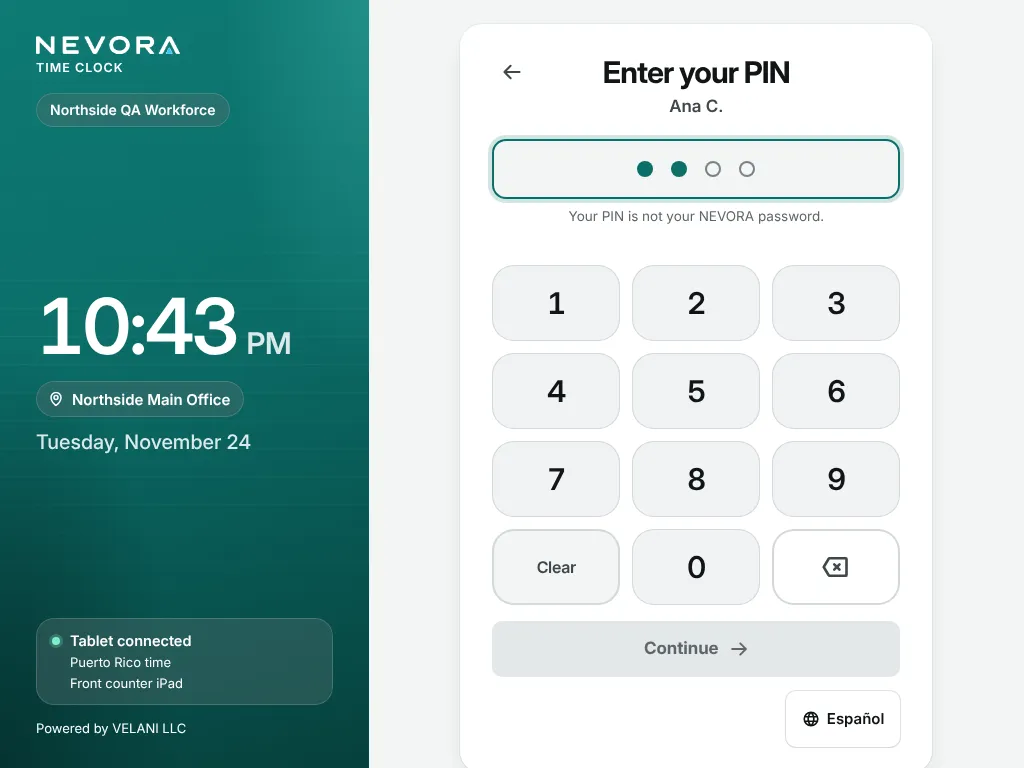 NEVORA
TIME CLOCK
Northside QA Workforce
10:43 PM
Northside Main Office
Tuesday, November 24
Tablet connected
Puerto Rico time
Front counter iPad
Powered by VELANI LLC
Enter your PIN
Ana C.
Your PIN is not your NEVORA password.
1 2 3
4 5 6
7 8 9
Clear 0
Continue
Español